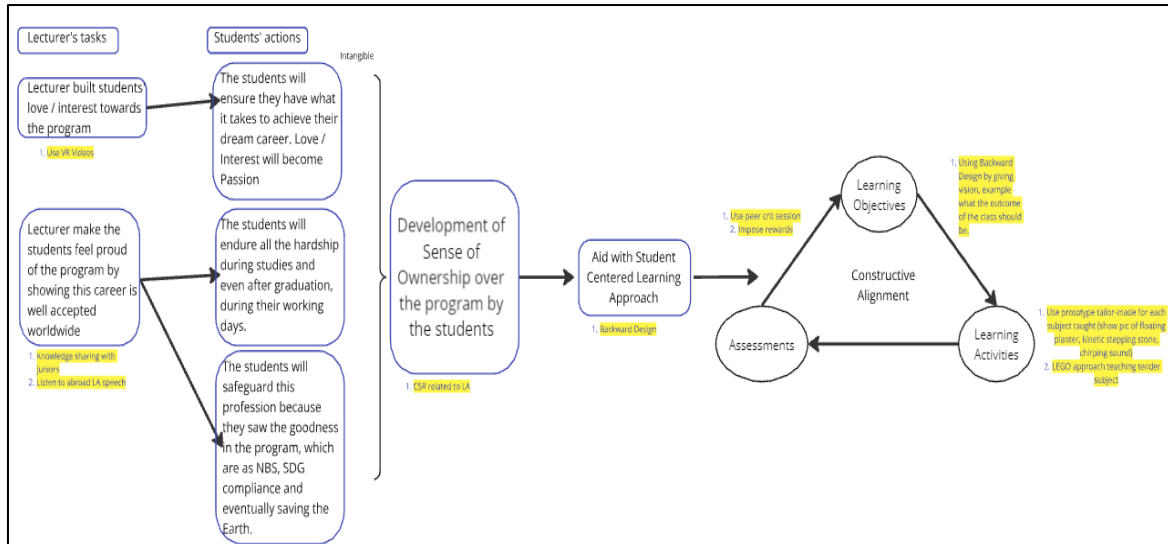 Lecturer's tasks
Students' actions
Intangible
Lecturer built students'
love / interest towards
the program
1. Use VR Videos
The students will
ensure they have what
it takes to achieve their
dream career. Love /
Interest will become
Passion
Lecturer make the
students feel proud
of the program by
showing this career is
well accepted
worldwide
1. Knowledge sharing with
juniors
2. Listen to abroad LA speech
The students will
endure all the hardship
during studies and
even after graduation,
during their working
days.
The students will
safeguard this
profession because
they saw the goodness
in the program, which
are as NBS, SDG
compliance and
eventually saving the
Earth.
Development of
Sense of
Ownership over
the program by
the students
1. CSR related to LA
Aid with Student
Centered Learning
Approach
1. Backward Design
1. Use peer crit session
2. Impose rewards
Learning
Objectives
1. Using Backward
Design by giving
vision, example
what the outcome
of the class should
be.
Constructive
Alignment
Assessments
Learning
Activities
1. Use prototype tailor-made for each
subject taught (show pic of floating
planter, kinetic stepping stone,
chirping sound)
2. LEGO approach teaching tender
subject